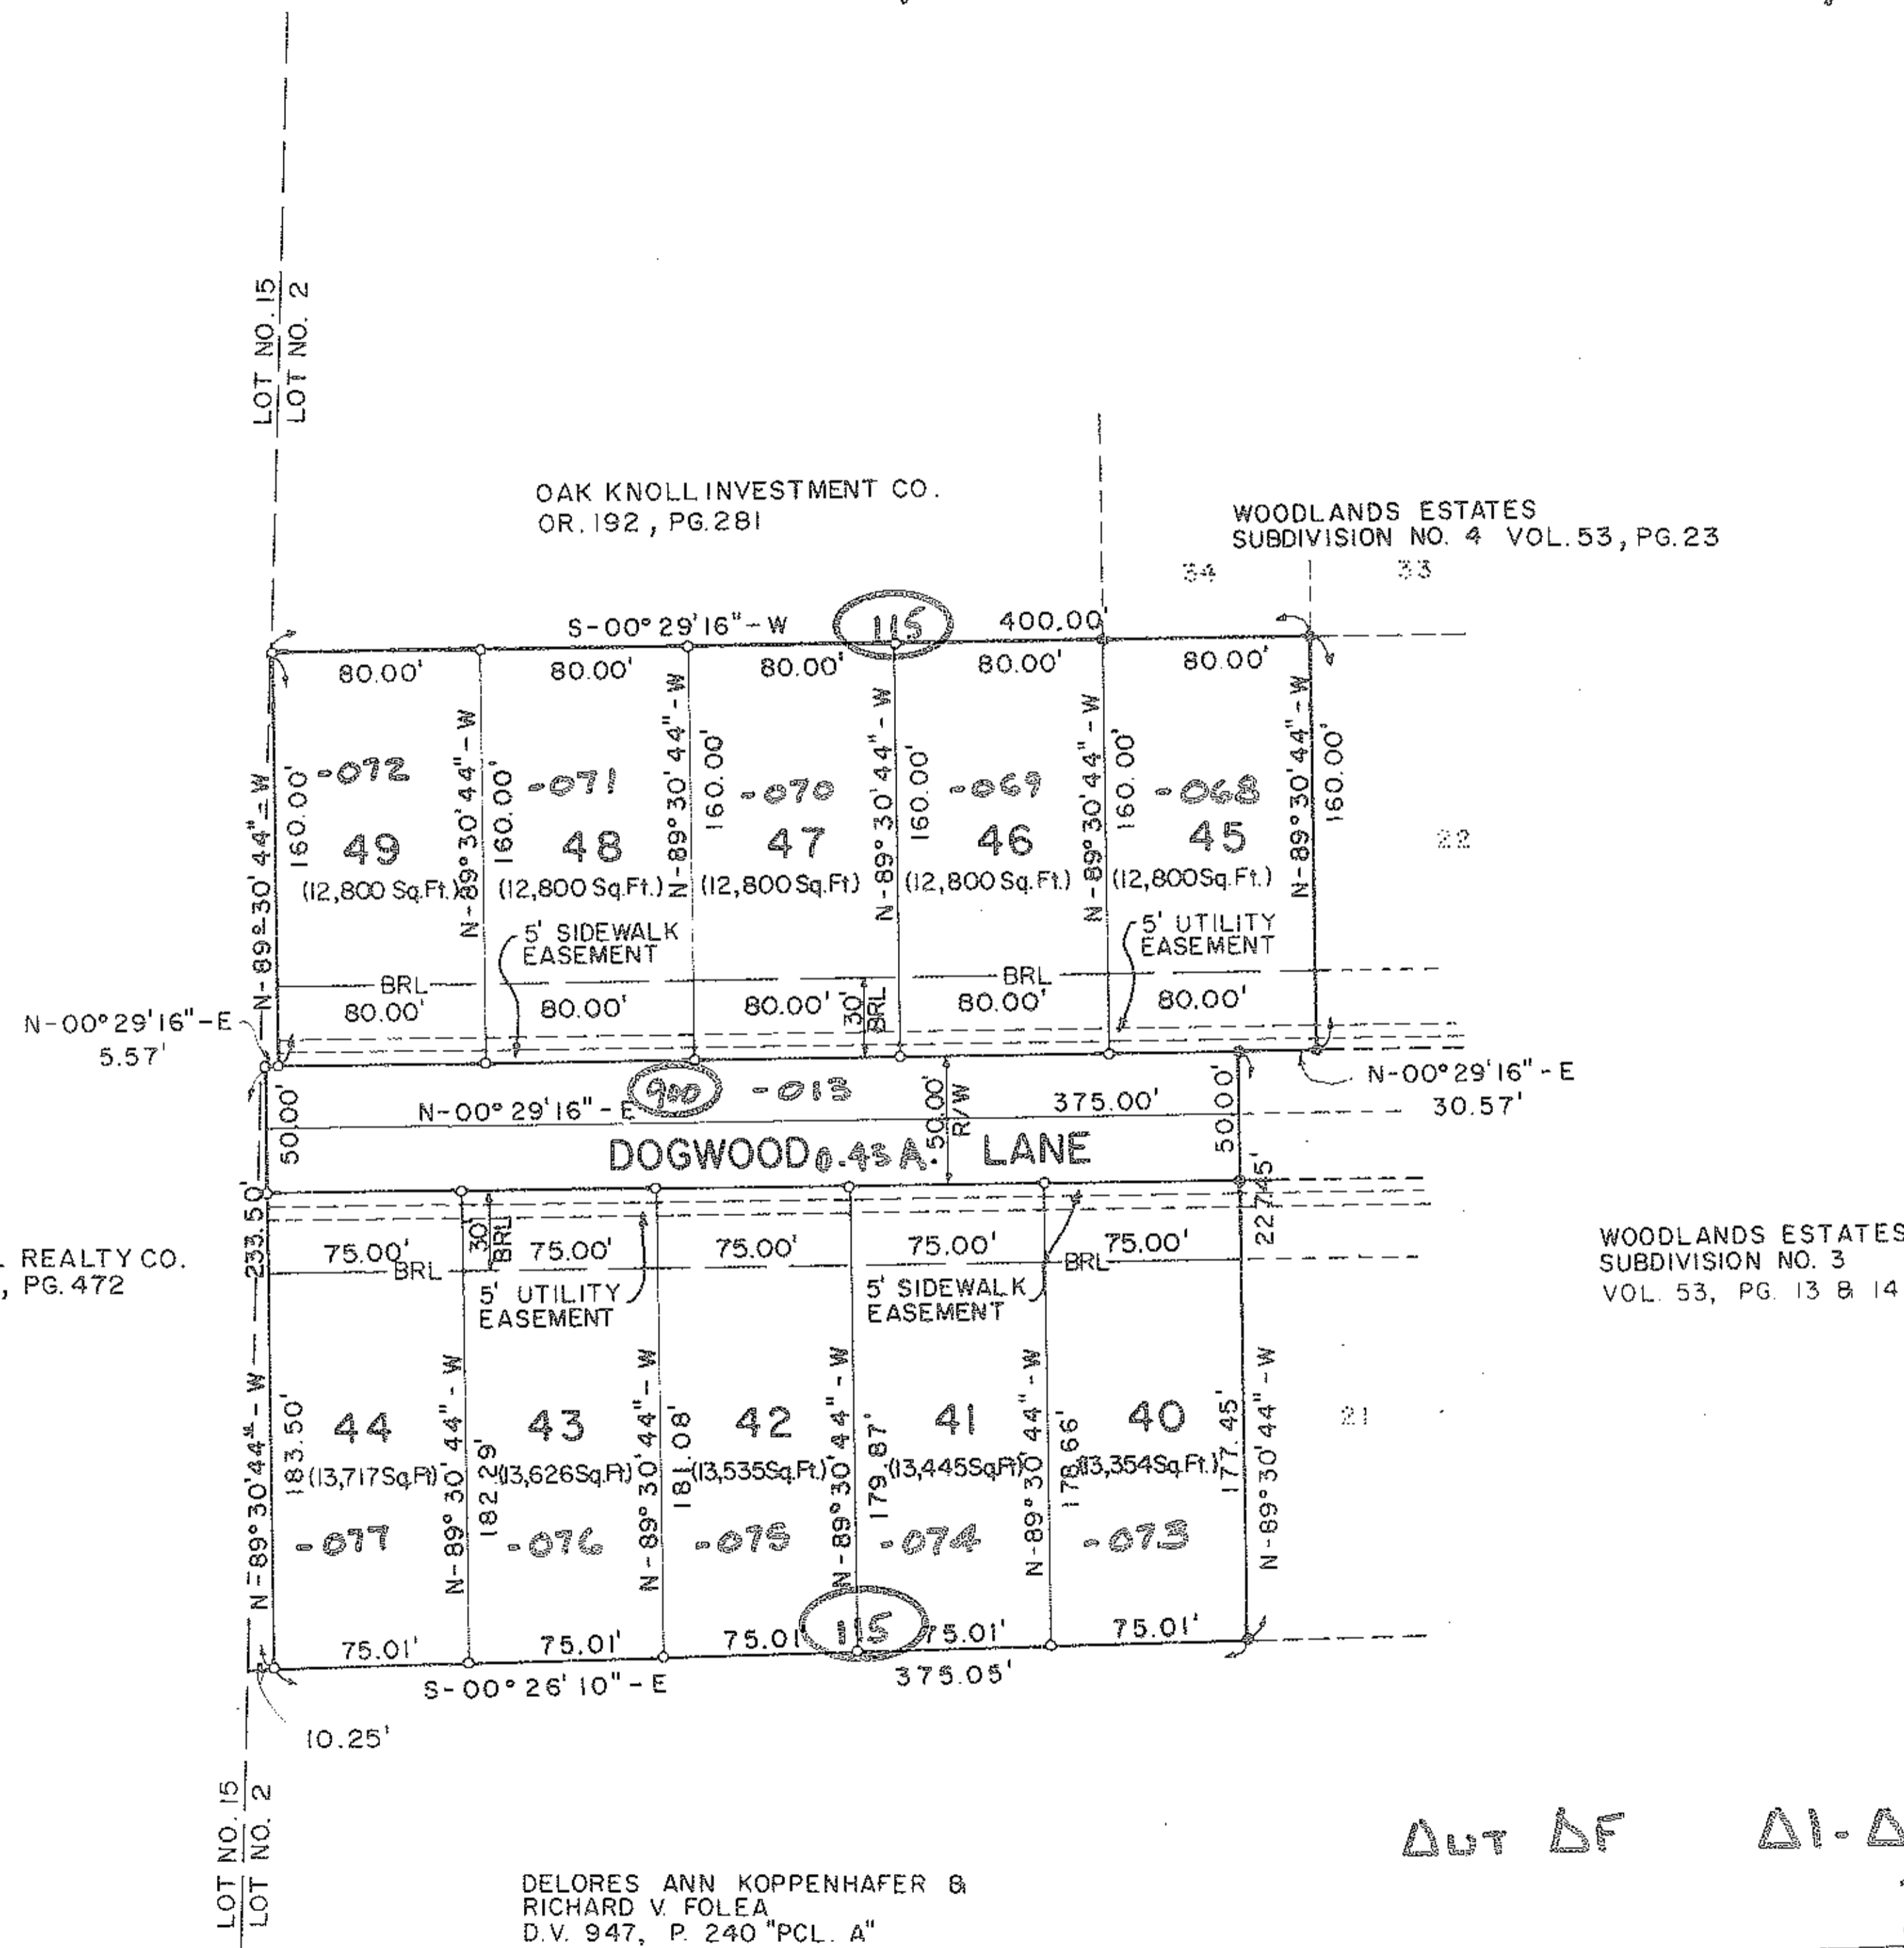 LOT NO. 15
LOT NO. 2
OAK KNOLL INVESTMENT CO.
OR. 192, PG. 281
WOODLANDS ESTATES
SUBDIVISION NO. 4 VOL. 53, PG. 23
34
33
S-00°29'16"-W
115
400.00'
80.00'
80.00'
80.00'
80.00'
80.00'
N-89°30'44"-W
160.00'
N-89°30'44"-W
160.00'
N-89°30'44"-W
160.00'
N-89°30'44"-W
160.00'
N-89°30'44"-W
160.00'
N-89°30'44"-W
160.00'
-072
-071
-070
-069
-068
49
48
47
46
45
22
(12,800 Sq.Ft.)
(12,800 Sq.Ft.)
(12,800 Sq.Ft)
(12,800 Sq.Ft.)
(12,800 Sq.Ft.)
5' SIDEWALK
EASEMENT
5' UTILITY
EASEMENT
BRL
BRL
80.00'
80.00'
80.00'
30'
BRL
80.00'
80.00'
N-00°29'16"-E
5.57'
50.00'
900
-013
N-00°29'16"-E
50.00'
R/W
375.00'
50.00'
N-00°29'16"-E
30.57'
DOGWOOD 0.43 A. LANE
233.50'
227.45'
REALTY CO.
, PG. 472
75.00'
30'
BRL
75.00'
75.00'
75.00'
75.00'
BRL
BRL
5' UTILITY
EASEMENT
5' SIDEWALK
EASEMENT
WOODLANDS ESTATES
SUBDIVISION NO. 3
VOL. 53, PG. 13 & 14
N-89°30'44"-W
183.50'
N-89°30'44"-W
182.29'
N-89°30'44"-W
181.08'
N-89°30'44"-W
179.87'
N-89°30'44"-W
178.66'
177.45'
N-89°30'44"-W
44
43
42
41
40
21
(13,717 Sq.Ft)
(13,626 Sq.Ft)
(13,535 Sq.Ft.)
(13,445 Sq.Ft)
(13,354 Sq.Ft.)
-077
-076
-075
-074
-073
75.01'
75.01'
75.01'
115
75.01'
75.01'
S-00°26'10"-E
375.05'
10.25'
LOT NO. 15
LOT NO. 2
DELORES ANN KOPPENHAFER &
RICHARD V. FOLEA
D.V. 947, P. 240 "PCL. A"